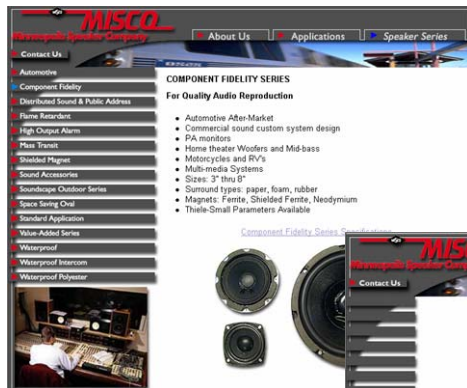 MISCO
Minneapolis Speaker Company
About Us
Applications
Speaker Series
Contact Us
Automotive
Component Fidelity
Distributed Sound & Public Address
Flame Retardant
High Output Alarm
Mass Transit
Shielded Magnet
Sound Accessories
Soundscape Outdoor Series
Space Saving Oval
Standard Application
Value-Added Series
Waterproof
Waterproof Intercom
Waterproof Polyester
COMPONENT FIDELITY SERIES
For Quality Audio Reproduction
• Automotive After-Market
• Commercial sound custom system design
• PA monitors
• Home theater Woofers and Mid-bass
• Motorcycles and RV's
• Multi-media Systems
• Sizes: 3" thru 8"
• Surround types: paper, foam, rubber
• Magnets: Ferrite, Shielded Ferrite, Neodymium
• Thiele-Small Parameters Available
Component Fidelity Series Specifications
MIS
Minneapolis Speaker Comp
Contact Us